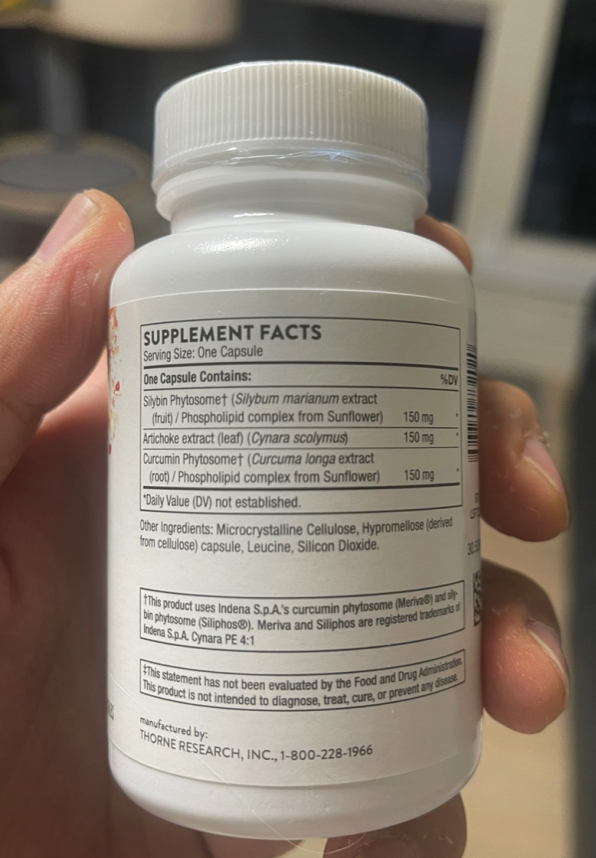 SUPPLEMENT FACTS
Serving Size: One Capsule
One Capsule Contains: %DV
Silybin Phytosome† (Silybum marianum extract
(fruit) / Phospholipid complex from Sunflower) 150 mg *
Artichoke extract (leaf) (Cynara scolymus) 150 mg *
Curcumin Phytosome† (Curcuma longa extract
(root) / Phospholipid complex from Sunflower) 150 mg *
*Daily Value (DV) not established.
Other Ingredients: Microcrystalline Cellulose, Hypromellose (derived
from cellulose) capsule, Leucine, Silicon Dioxide.
†This product uses Indena S.p.A.'s curcumin phytosome (Meriva®) and sily-
bin phytosome (Siliphos®). Meriva and Siliphos are registered trademarks of
Indena S.p.A. Cynara PE 4:1
‡This statement has not been evaluated by the Food and Drug Administration.
This product is not intended to diagnose, treat, cure, or prevent any disease.
manufactured by:
THORNE RESEARCH, INC., 1-800-228-1966